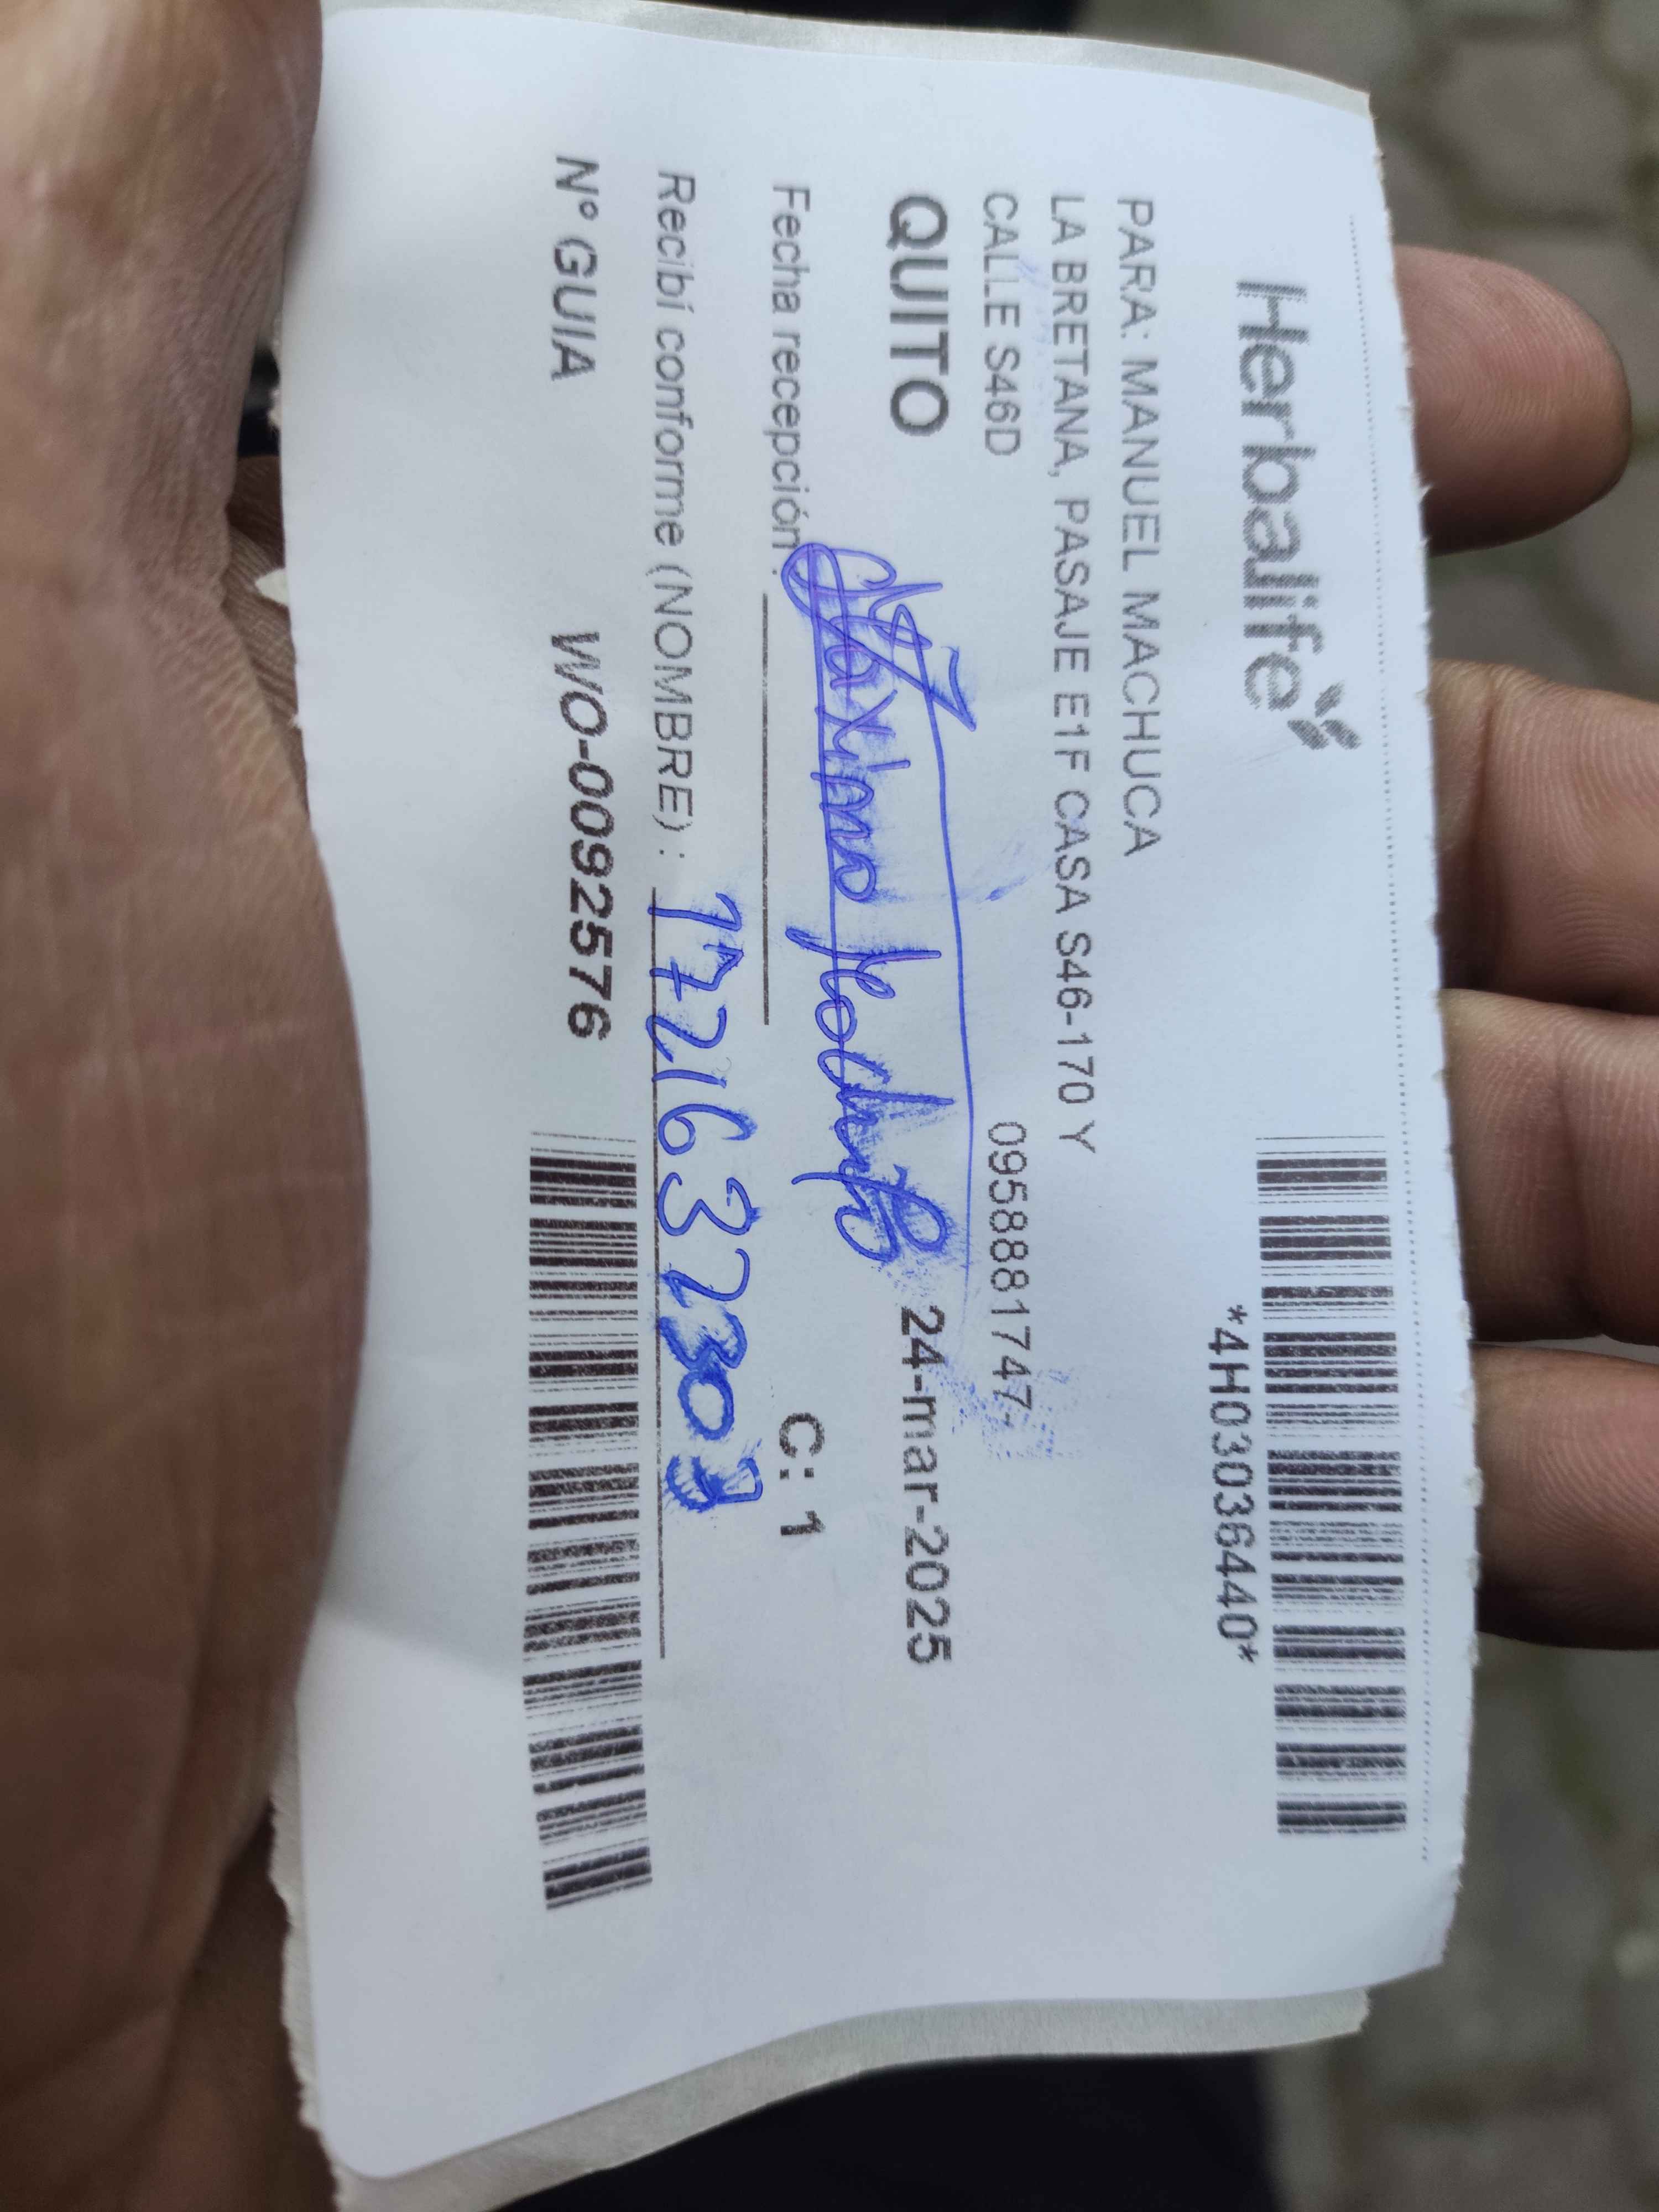 Herbalife
*4H03036440*
PARA: MANUEL MACHUCA
LA BRETANA, PASAJE E1F CASA S46-170 Y
CALLE S46D 0958881747-
QUITO 24-mar-2025
Fecha recepción: C: 1
Recibí conforme (NOMBRE) :
Nº GUIA WO-0092576